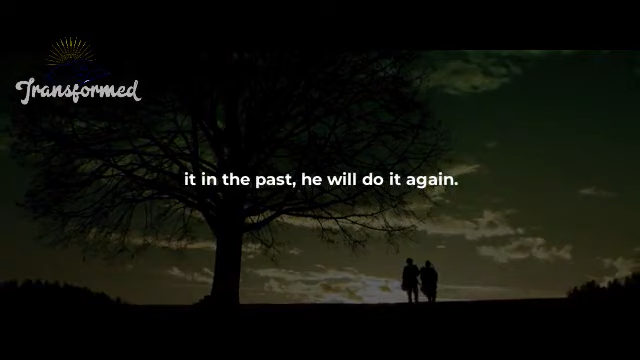 Transformed
it in the past, he will do it again.